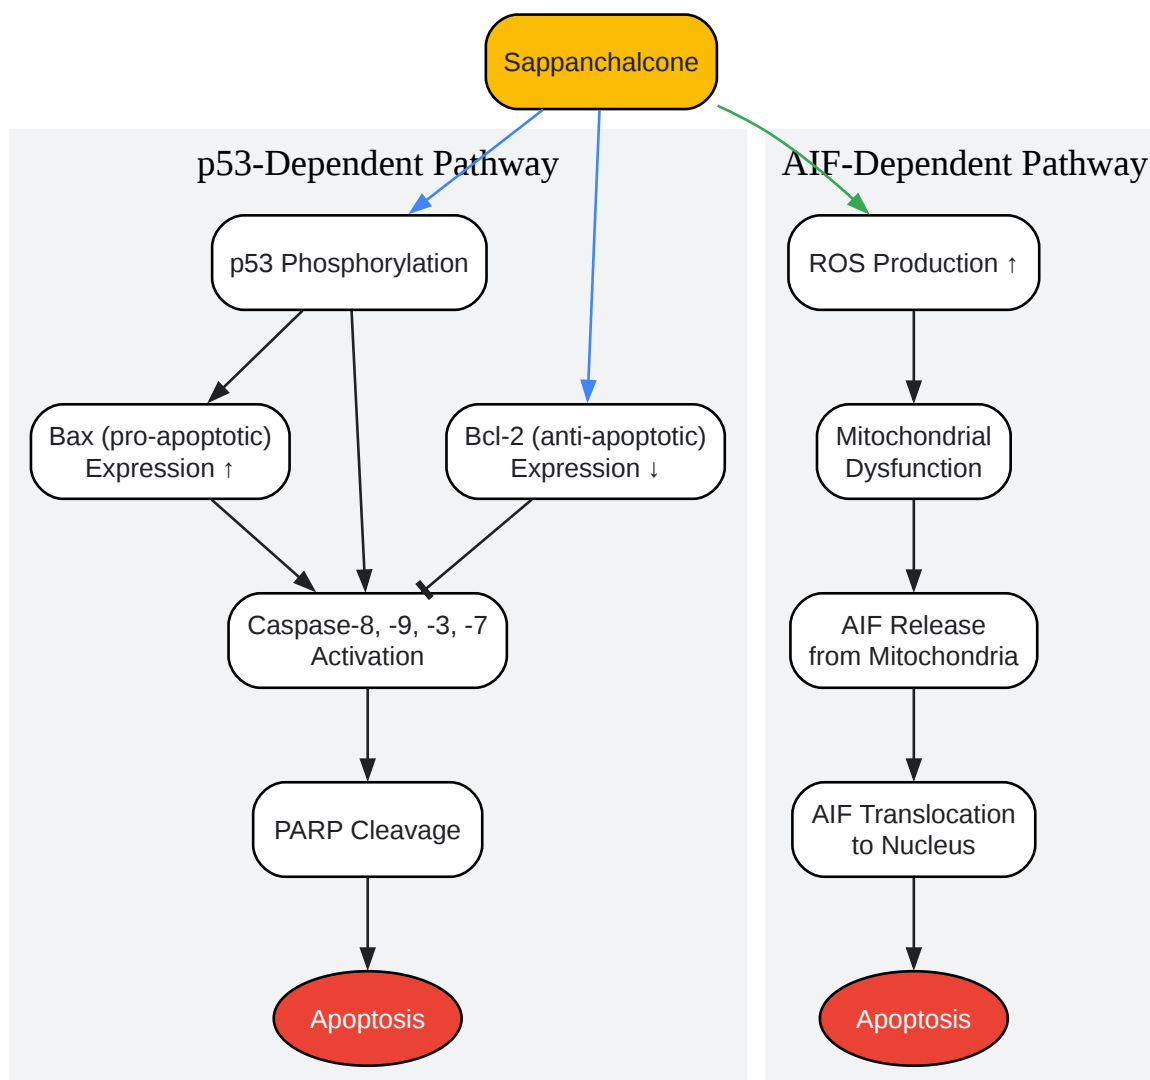 Sappanchalcone
p53-Dependent Pathway
AIF-Dependent Pathway
p53 Phosphorylation
ROS Production ↑
Bax (pro-apoptotic)
Expression ↑
Bcl-2 (anti-apoptotic)
Expression ↓
Mitochondrial
Dysfunction
Caspase-8, -9, -3, -7
Activation
AIF Release
from Mitochondria
PARP Cleavage
AIF Translocation
to Nucleus
Apoptosis
Apoptosis